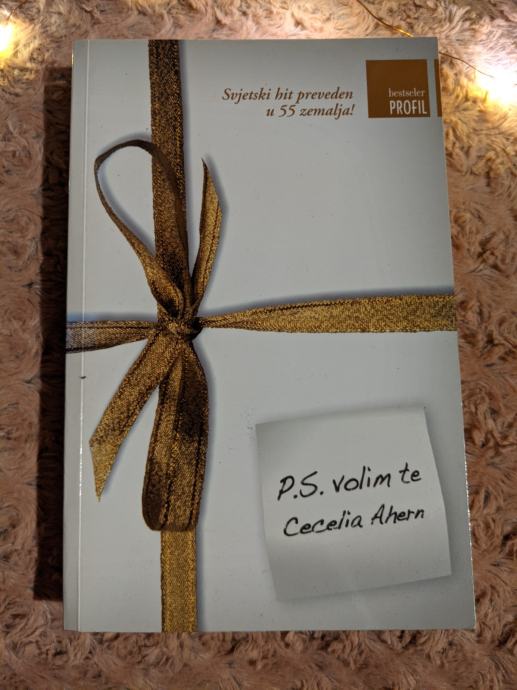 Svjetski hit preveden
u 55 zemalja!
bestseler
PROFIL
P.S. volim te
Cecelia Ahern